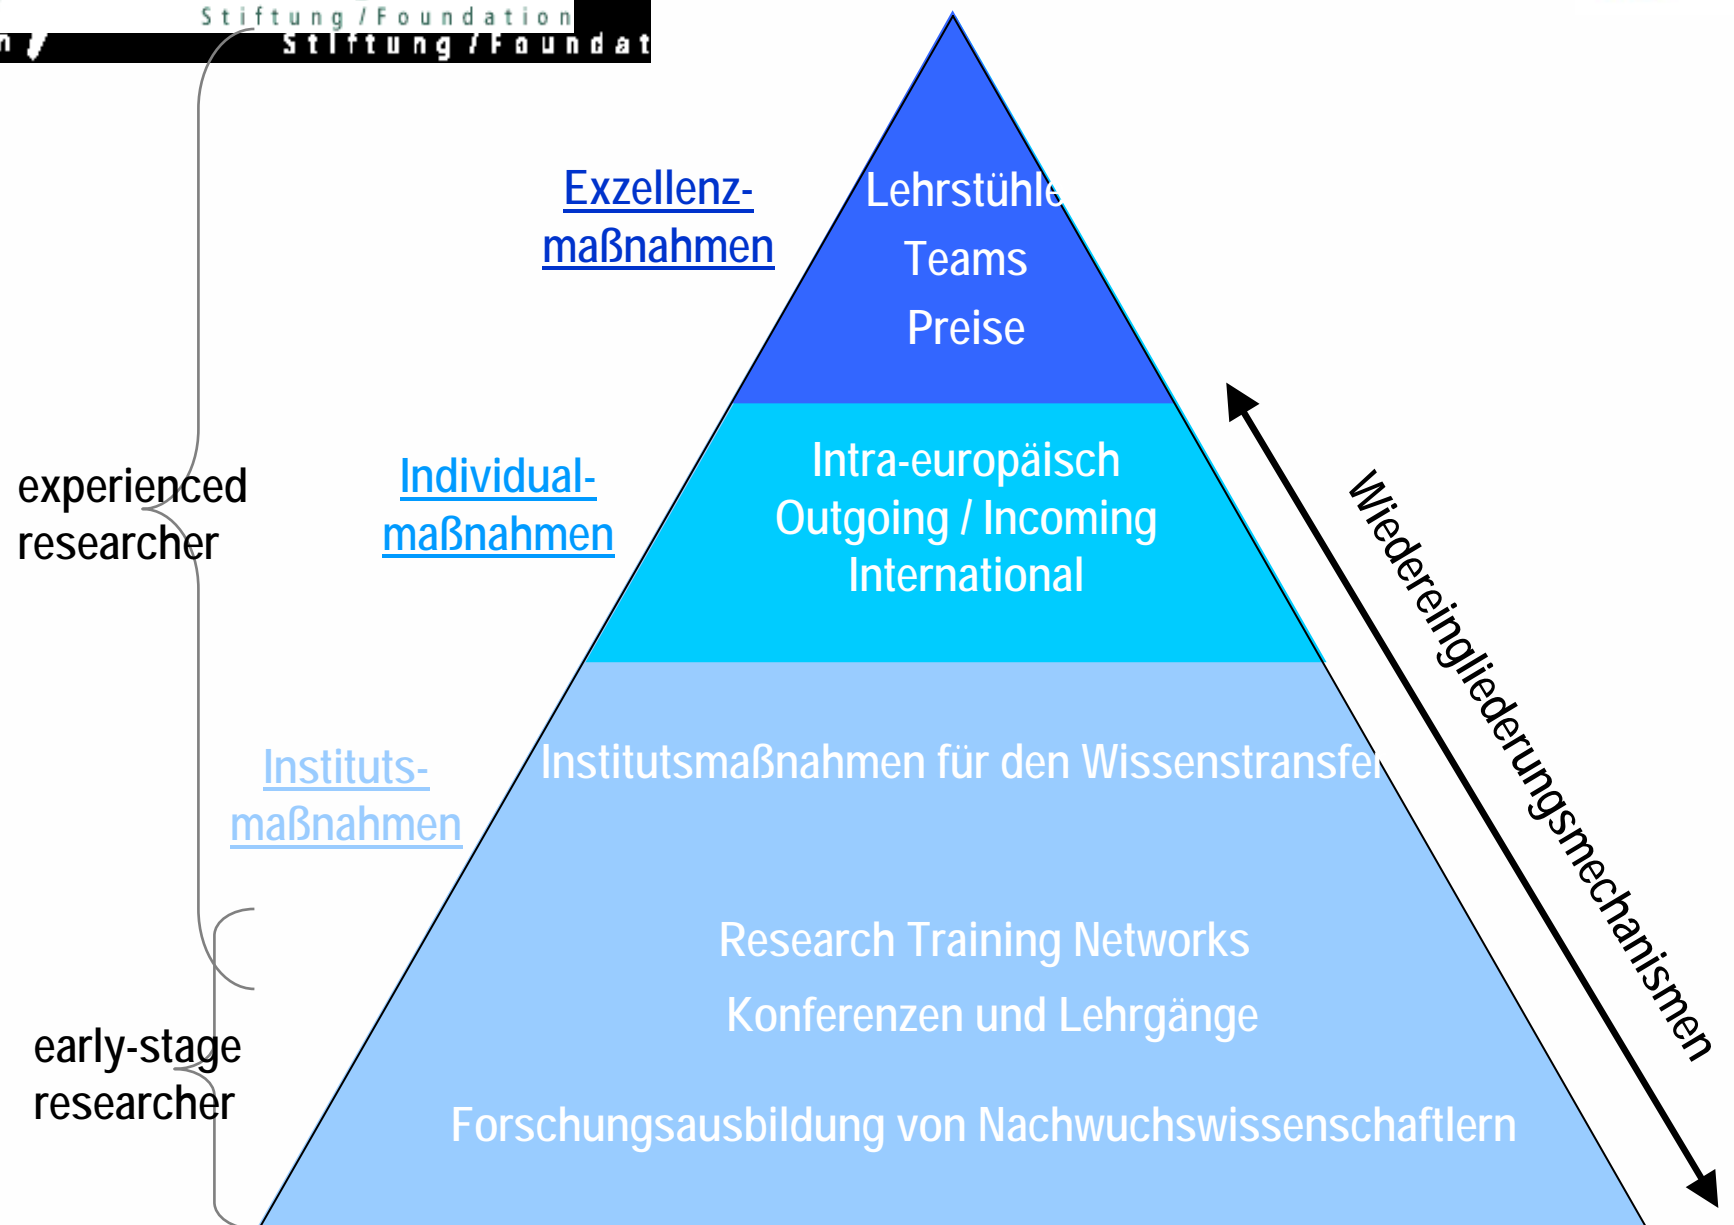 Stiftung / Foundation
n
Stiftung / Foundat
Exzellenz-
maßnahmen
Lehrstühle
Teams
Preise
experienced
researcher
Individual-
maßnahmen
Intra-europäisch
Outgoing / Incoming
International
Wiedereingliederungsmechanismen
Instituts-
maßnahmen
Institutsmaßnahmen für den Wissenstransfer
Research Training Networks
Konferenzen und Lehrgänge
early-stage
researcher
Forschungsausbildung von Nachwuchswissenschaftlern